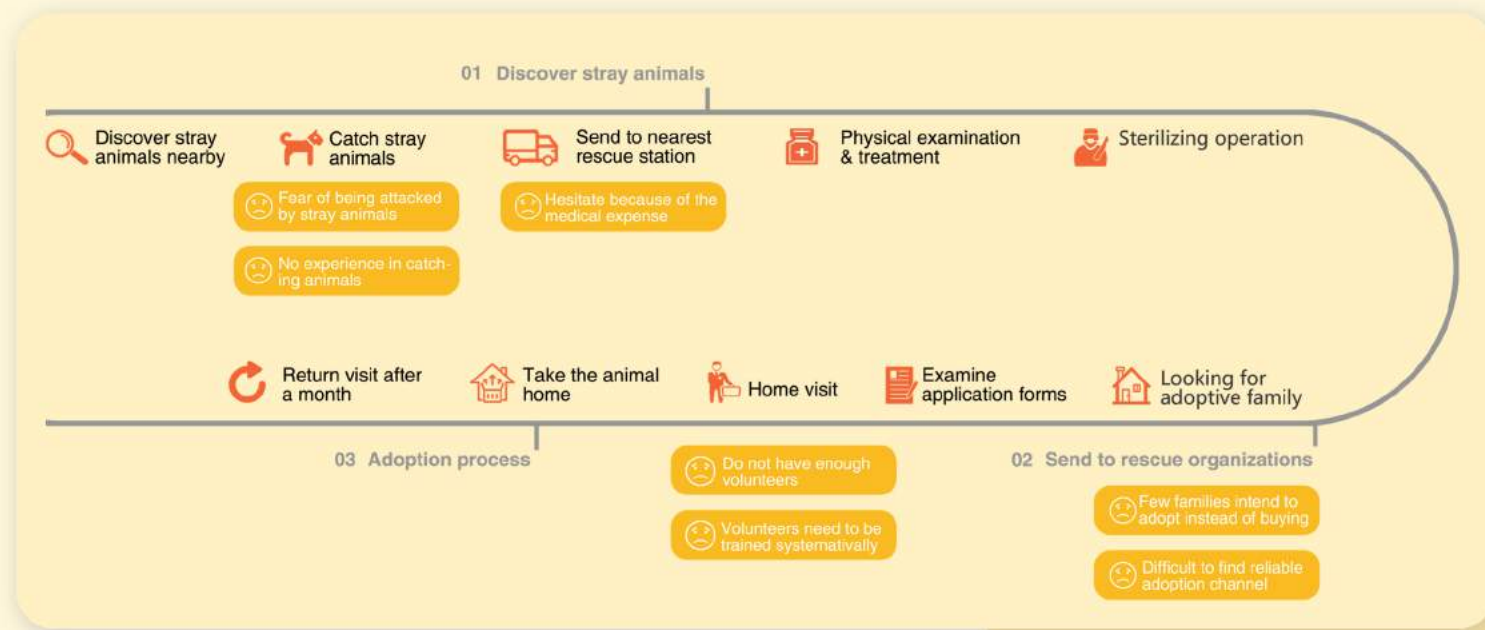 01 Discover stray animals
Discover stray
animals nearby
Catch stray
animals
Send to nearest
rescue station
Physical examination
& treatment
Sterilizing operation
Fear of being attacked
by stray animals
No experience in catch-
ing animals
Hesitate because of the
medical expense
Looking for
adoptive family
Examine
application forms
Home visit
Take the animal
home
Return visit after
a month
02 Send to rescue organizations
Few families intend to
adopt instead of buying
Difficult to find reliable
adoption channel
03 Adoption process
Do not have enough
volunteers
Volunteers need to be
trained systemativally